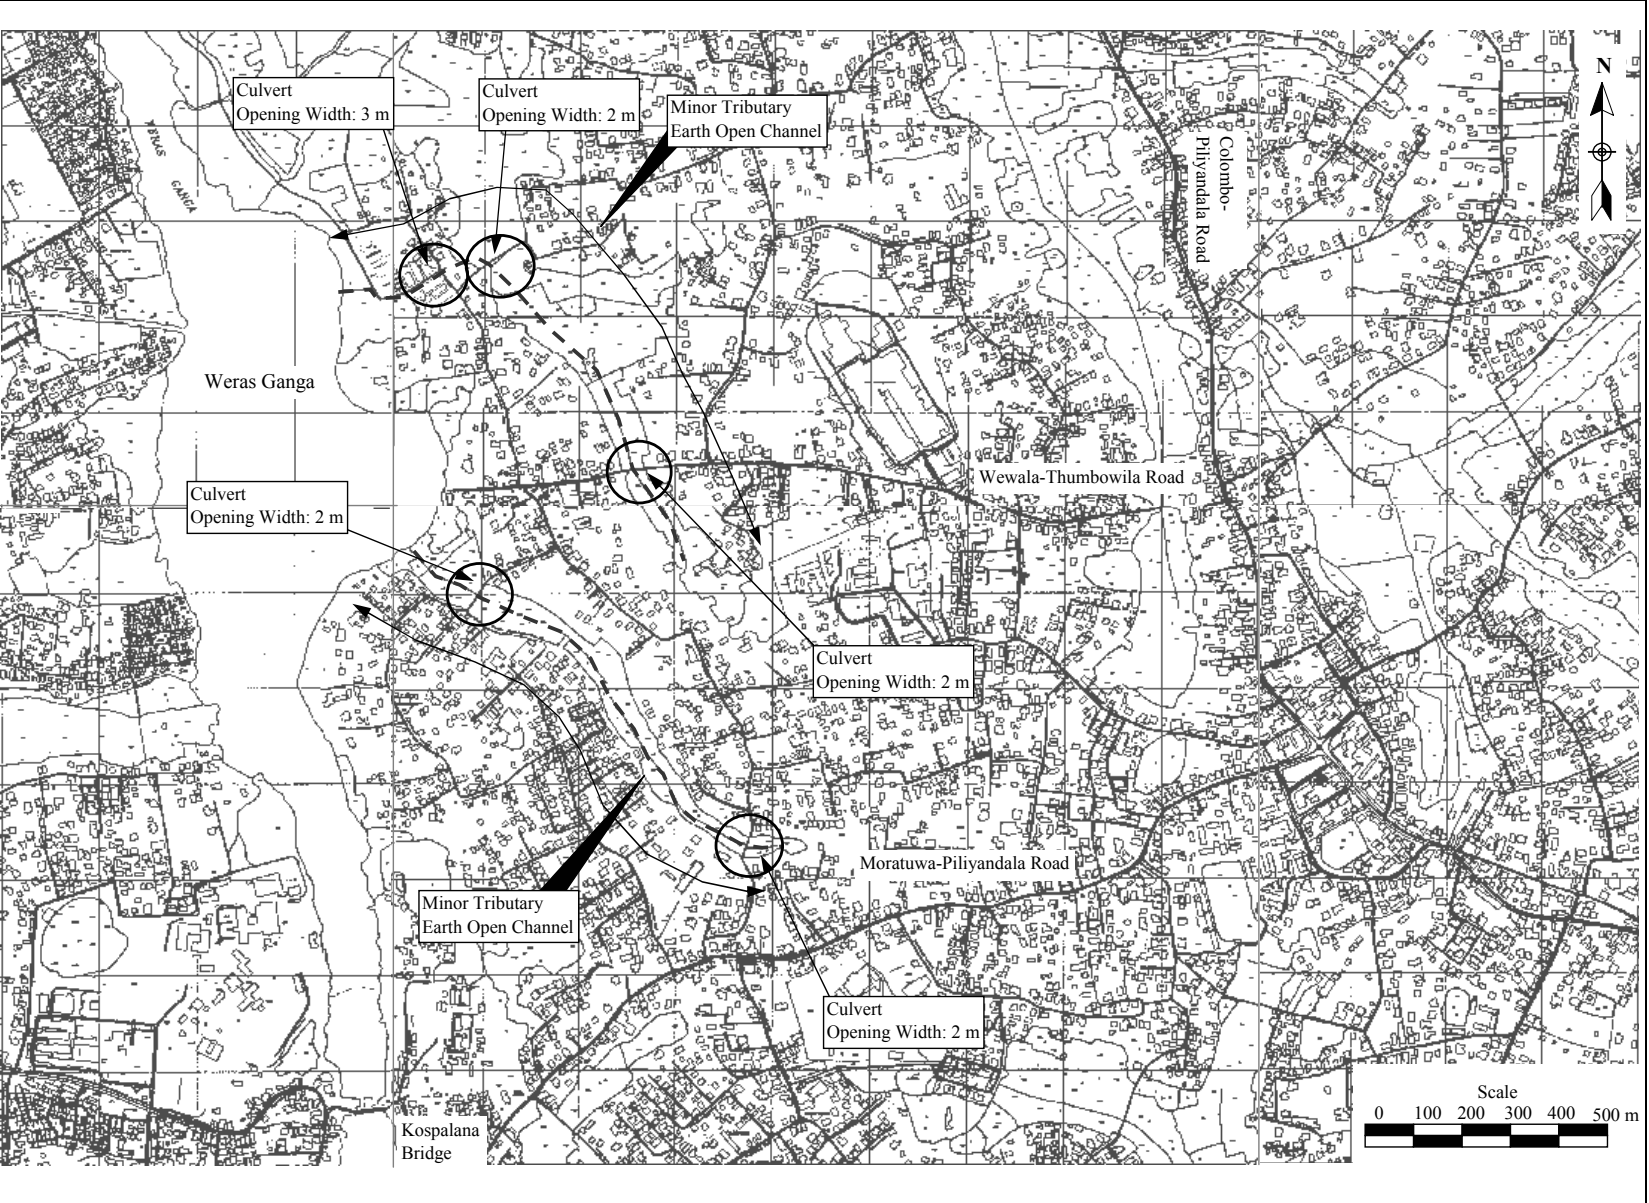 Culvert
Opening Width: 3 m
Culvert
Opening Width: 2 m
Minor Tributary
Earth Open Channel
N
WERAS
GANGA
Colombo-
Piliyandala Road
Weras Ganga
Wewala-Thumbowila Road
Culvert
Opening Width: 2 m
Culvert
Opening Width: 2 m
Moratuwa-Piliyandala Road
Minor Tributary
Earth Open Channel
Culvert
Opening Width: 2 m
Kospalana
Bridge
Scale
0 100 200 300 400 500 m